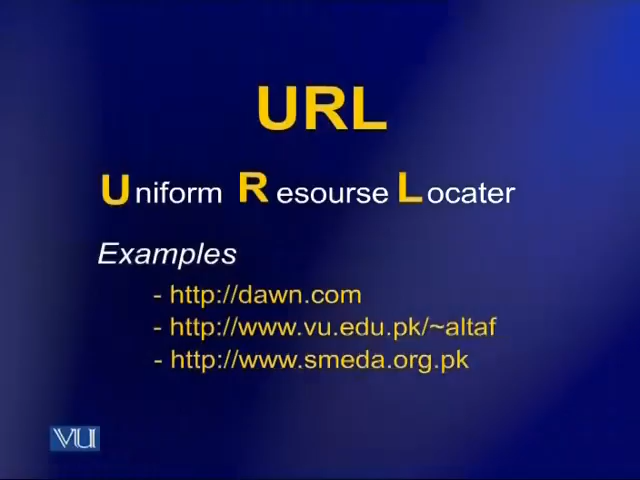 URL
Uniform Resourse Locater
Examples
- http://dawn.com
- http://www.vu.edu.pk/~altaf
- http://www.smeda.org.pk
VU